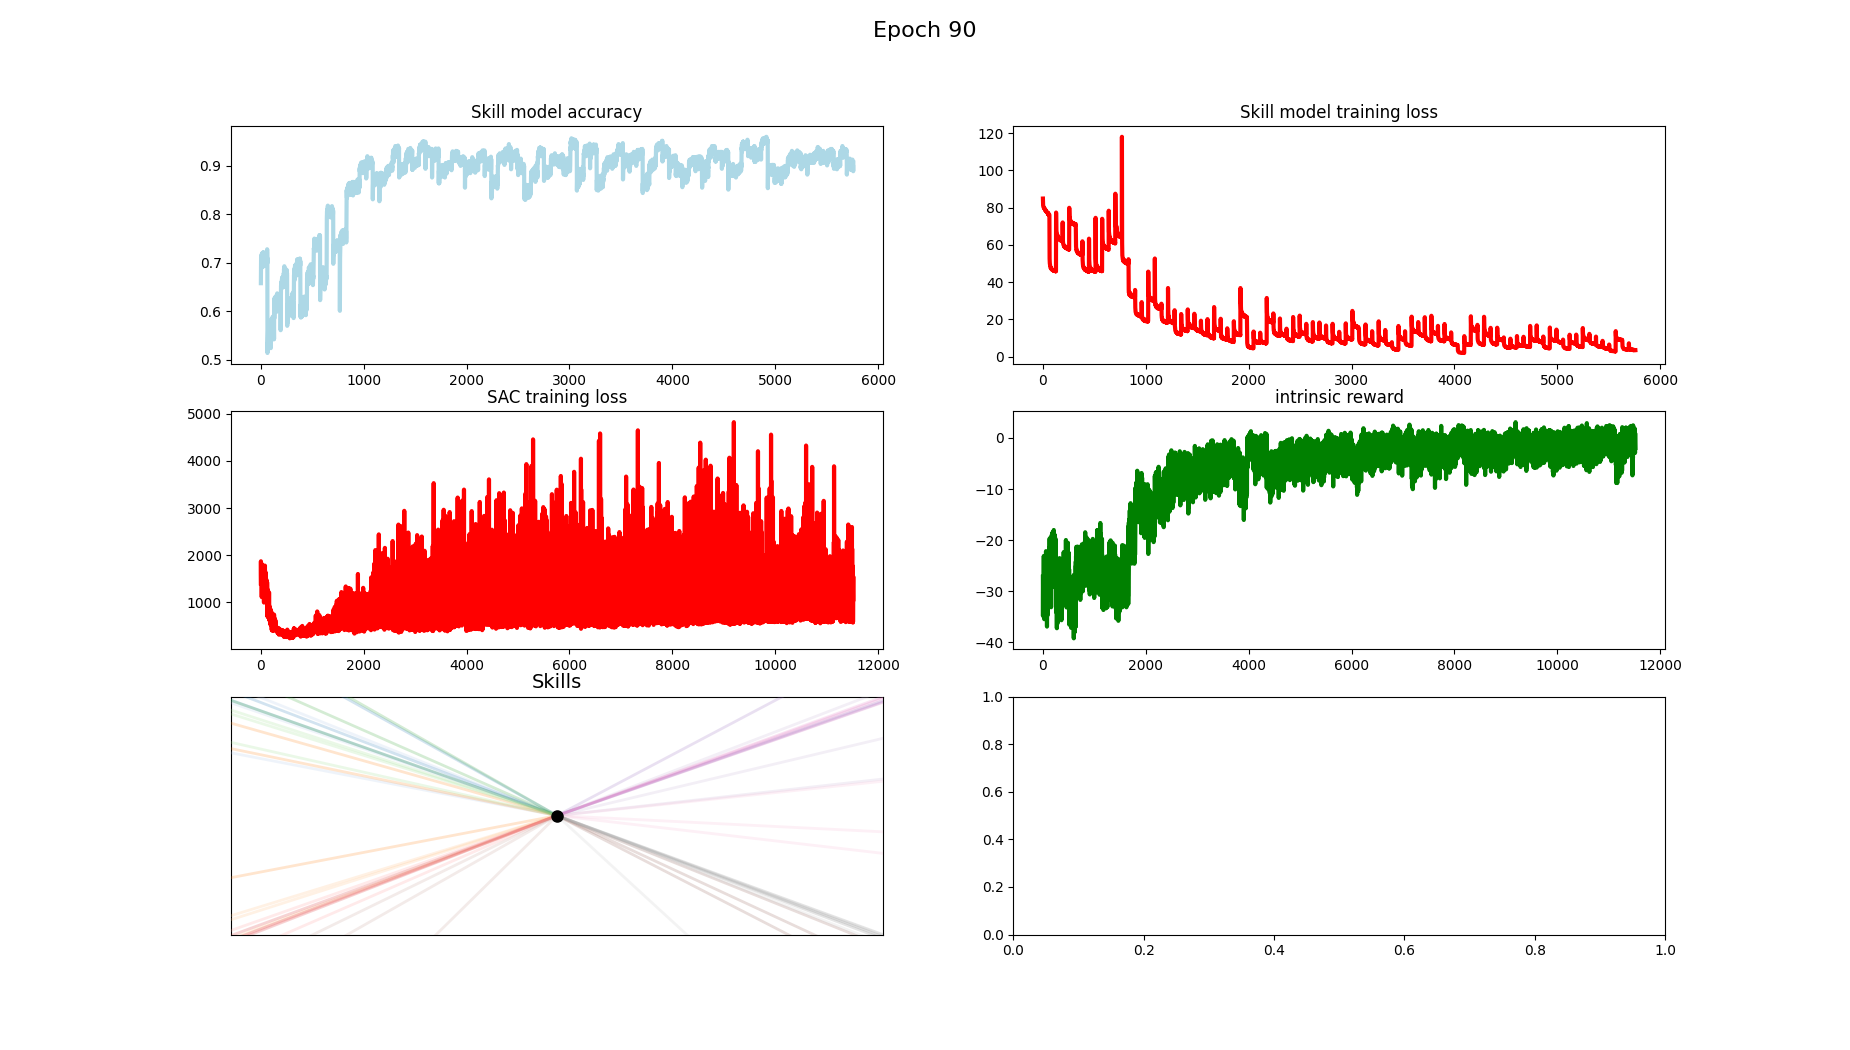 Epoch 90
Skill model accuracy
0.9
0.8
0.7
0.6
0.5
0 1000 2000 3000 4000 5000 6000
Skill model training loss
120
100
80
60
40
20
0
0 1000 2000 3000 4000 5000 6000
SAC training loss
5000
4000
3000
2000
1000
0 2000 4000 6000 8000 10000 12000
intrinsic reward
0
−10
−20
−30
−40
0 2000 4000 6000 8000 10000 12000
Skills
1.0
0.8
0.6
0.4
0.2
0.0
0.0 0.2 0.4 0.6 0.8 1.0